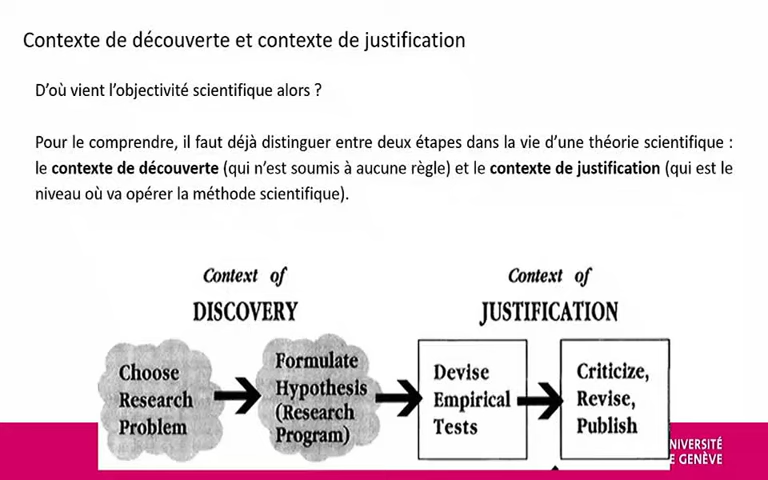 Contexte de découverte et contexte de justification
D'où vient l'objectivité scientifique alors ?
Pour le comprendre, il faut déjà distinguer entre deux étapes dans la vie d'une théorie scientifique :
le contexte de découverte (qui n'est soumis à aucune règle) et le contexte de justification (qui est le
niveau où va opérer la méthode scientifique).
Context of
DISCOVERY
Context of
JUSTIFICATION
Choose
Research
Problem
Formulate
Hypothesis
(Research
Program)
Devise
Empirical
Tests
Criticize,
Revise,
Publish
NIVERSITÉ
E GENÈVE